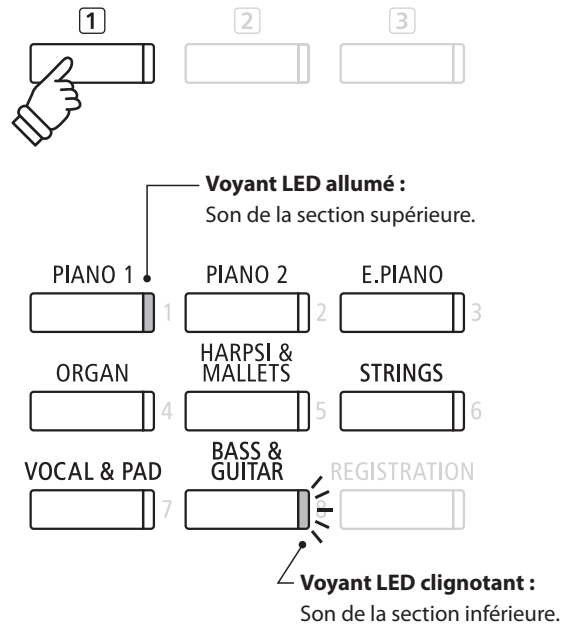 1 2 3
Voyant LED allumé :
Son de la section supérieure.
PIANO 1 PIANO 2 E.PIANO
1 2 3
ORGAN HARPSI & MALLETS STRINGS
4 5 6
VOCAL & PAD BASS & GUITAR REGISTRATION
7 8
Voyant LED clignotant :
Son de la section inférieure.